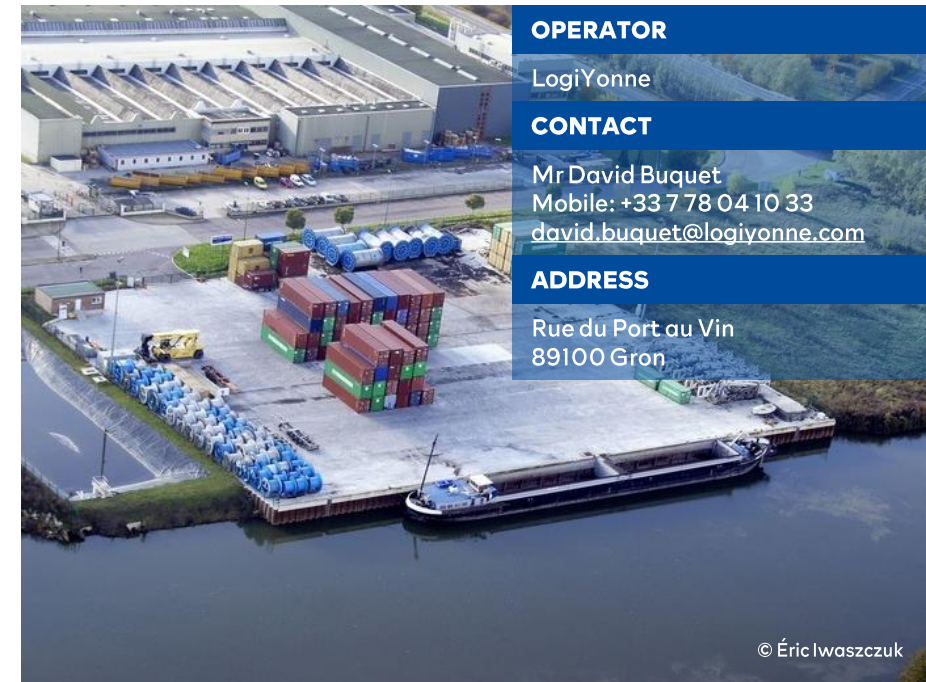 OPERATOR
LogiYonne
CONTACT
Mr David Buquet
Mobile: +33 7 78 04 10 33
david.buquet@logiyonne.com
ADDRESS
Rue du Port au Vin
89100 Gron
© Éric Iwaszczuk